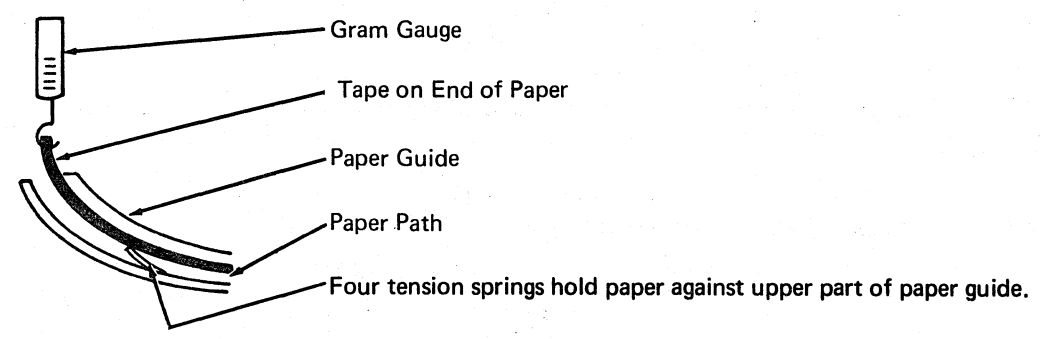 Gram Gauge
Tape on End of Paper
Paper Guide
Paper Path
Four tension springs hold paper against upper part of paper guide.